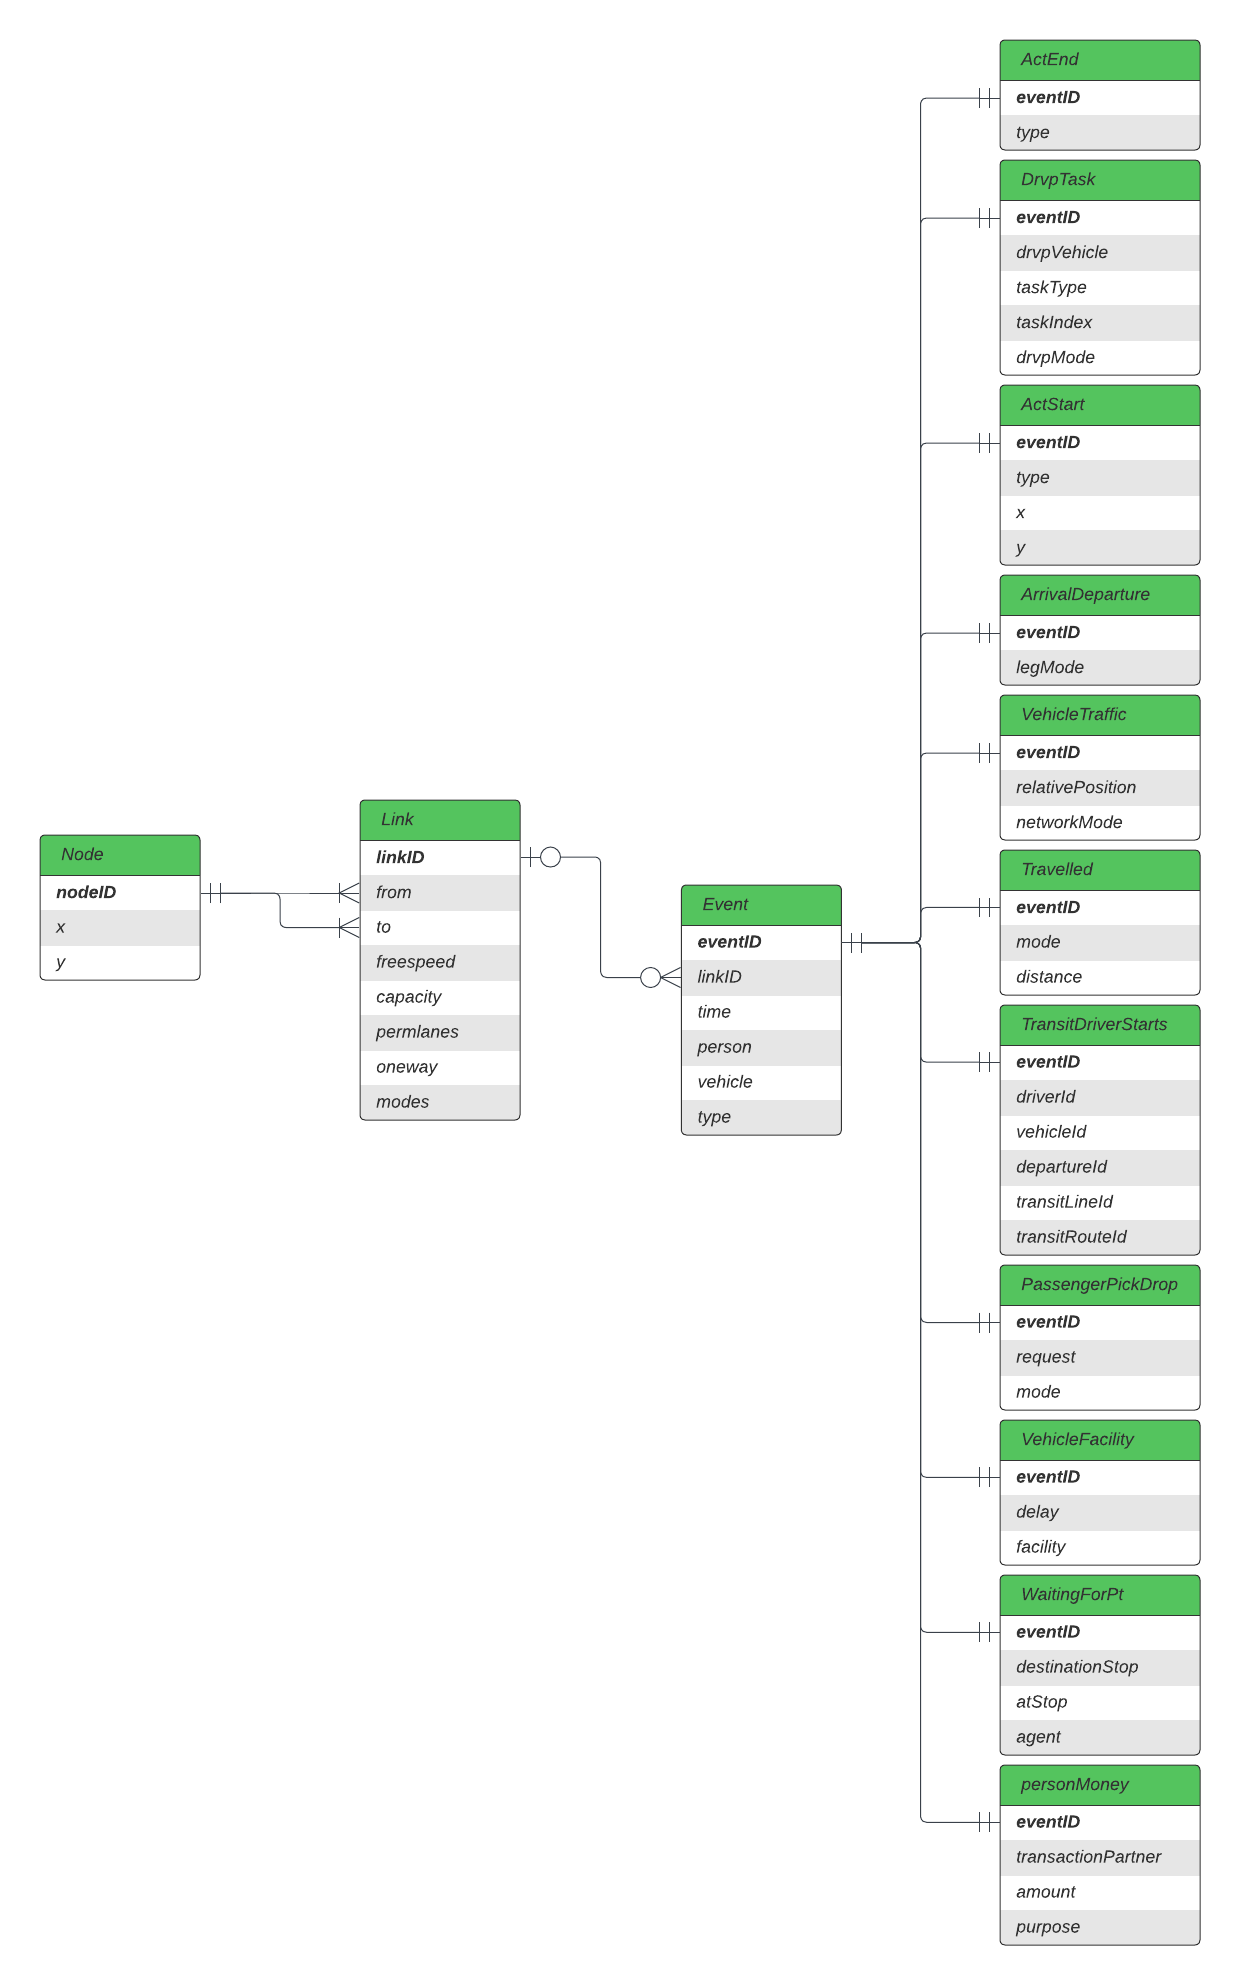 Node
nodeID
x
y
Link
linkID
from
to
freespeed
capacity
permlanes
oneway
modes
Event
eventID
linkID
time
person
vehicle
type
ActEnd
eventID
type
DrvpTask
eventID
drvpVehicle
taskType
taskIndex
drvpMode
ActStart
eventID
type
x
y
ArrivalDeparture
eventID
legMode
VehicleTraffic
eventID
relativePosition
networkMode
Travelled
eventID
mode
distance
TransitDriverStarts
eventID
driverId
vehicleId
departureId
transitLineId
transitRouteId
PassengerPickDrop
eventID
request
mode
VehicleFacility
eventID
delay
facility
WaitingForPt
eventID
destinationStop
atStop
agent
personMoney
eventID
transactionPartner
amount
purpose